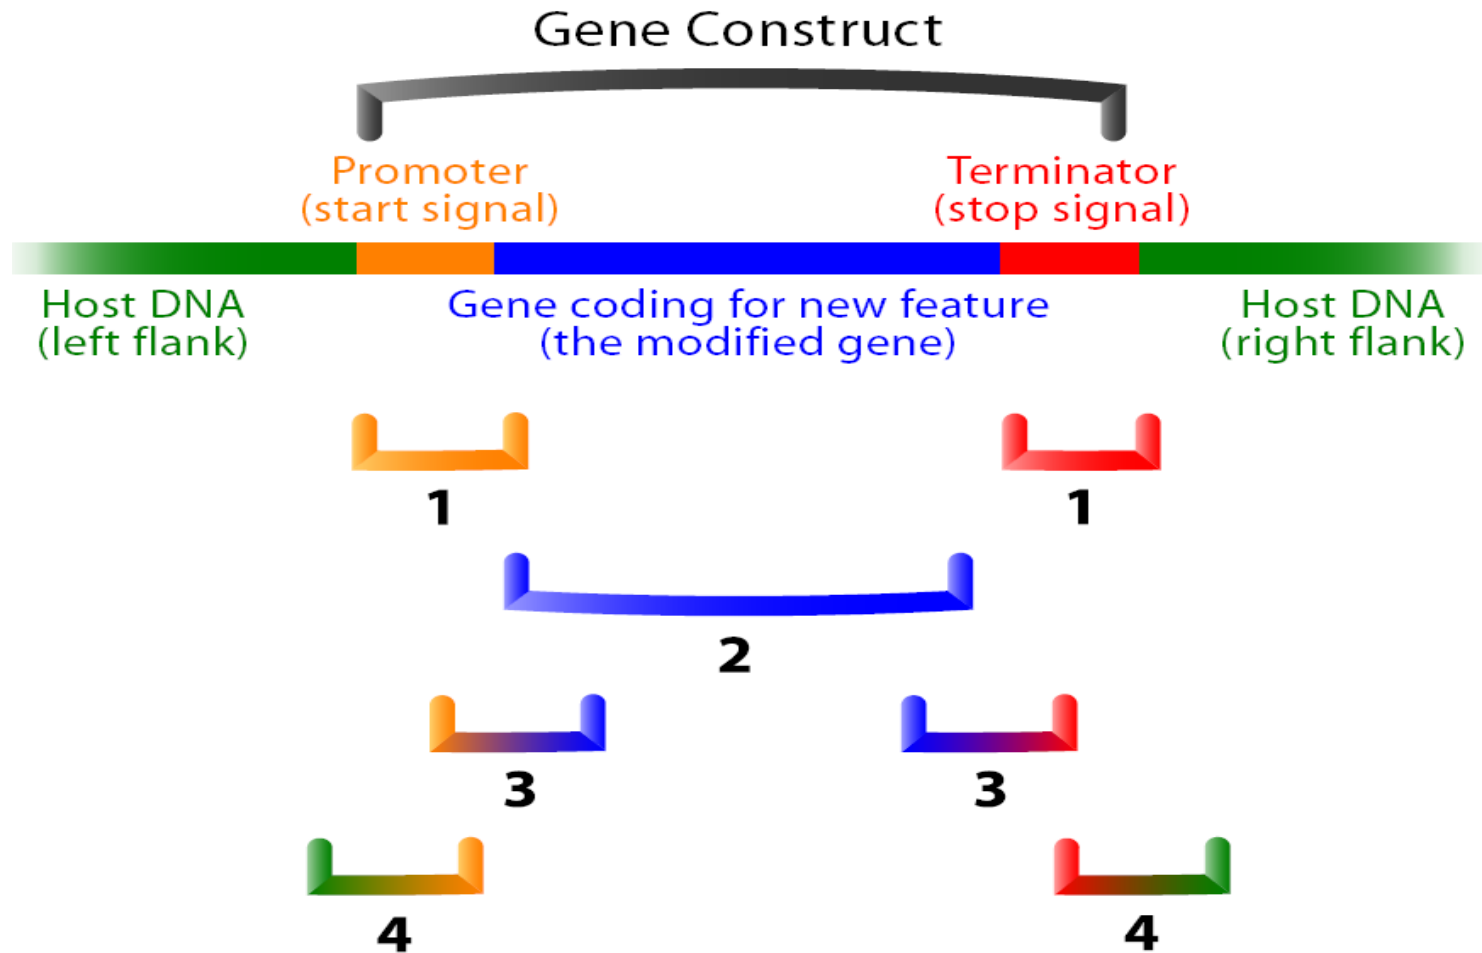 Gene Construct
Promoter
(start signal)
Terminator
(stop signal)
Host DNA
(left flank)
Gene coding for new feature
(the modified gene)
Host DNA
(right flank)
1
1
2
3
3
4
4